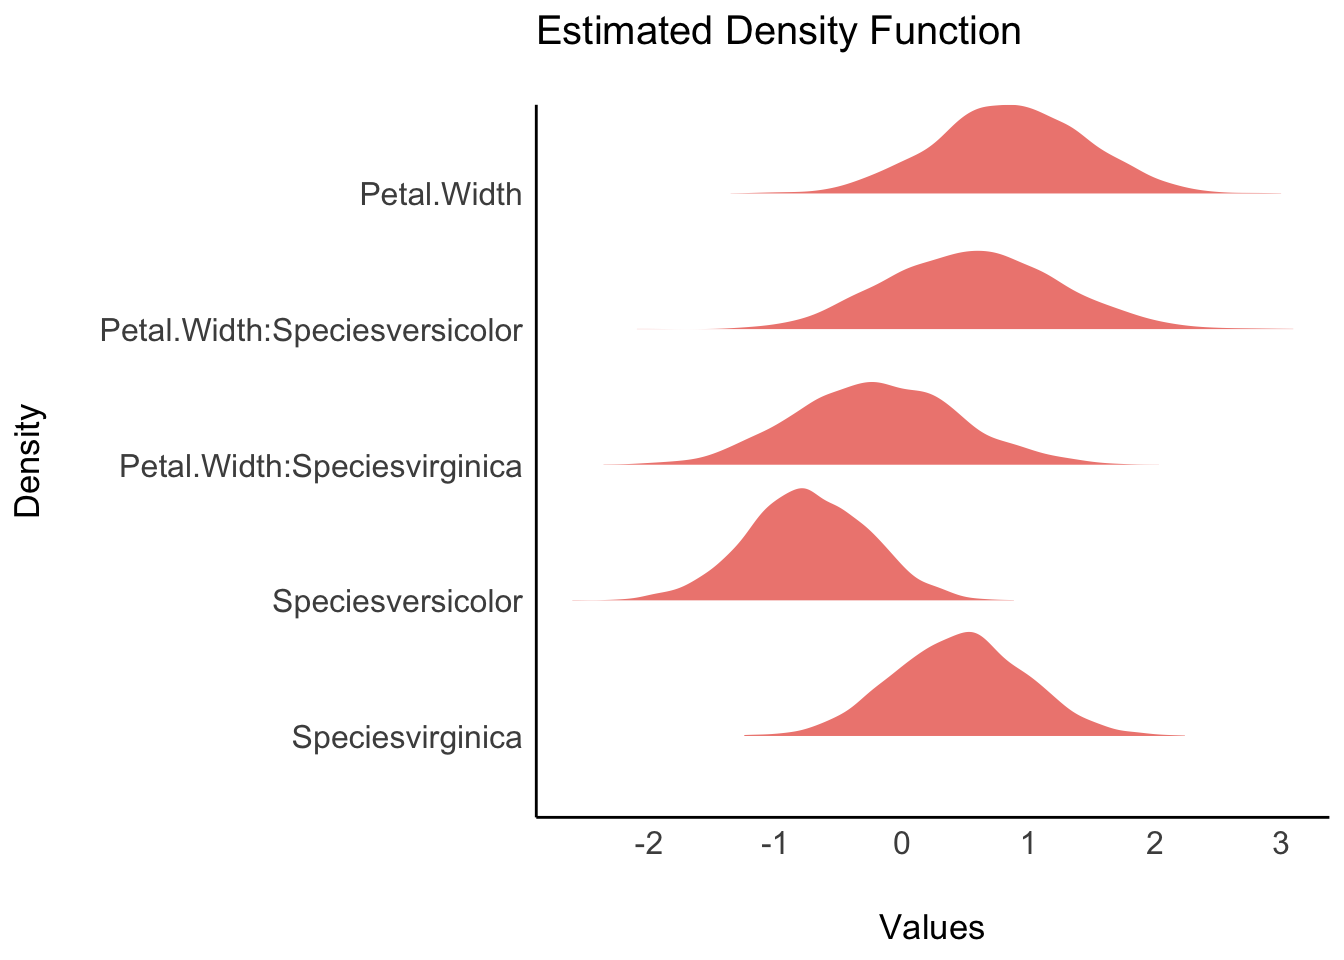 Estimated Density Function
Petal.Width
Petal.Width:Speciesversicolor
Petal.Width:Speciesvirginica
Speciesversicolor
Speciesvirginica
Density
-2 -1 0 1 2 3
Values